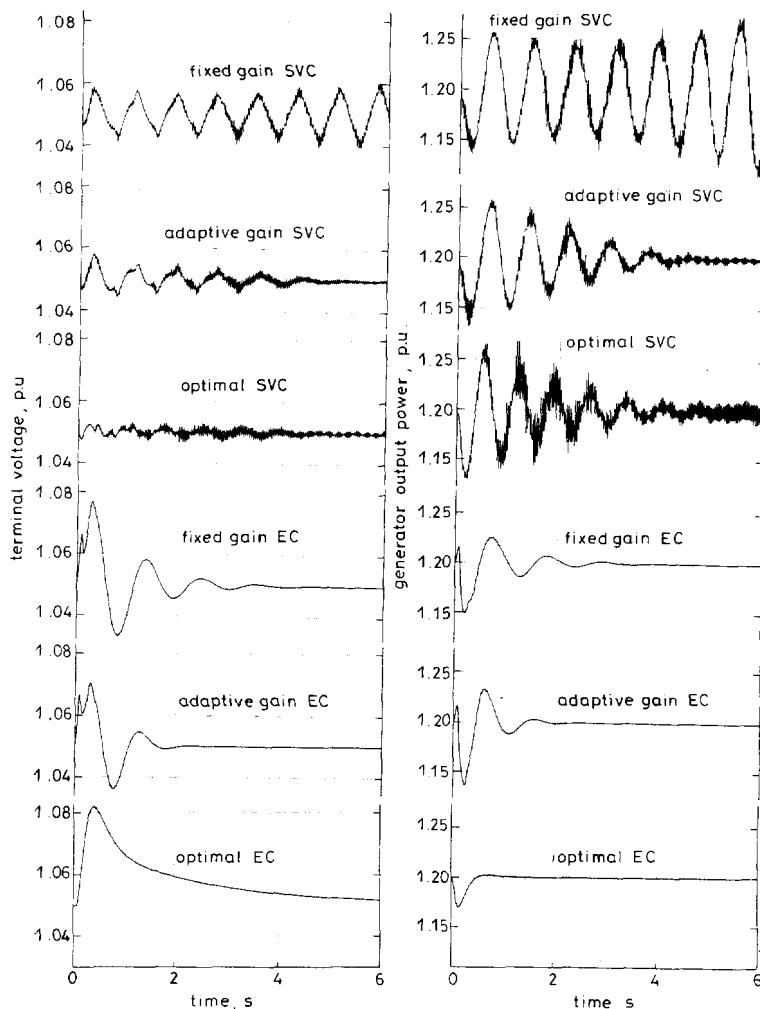 1.08
fixed gain SVC
1.06
1.04
1.08
adaptive gain SVC
1.06
1.04
1.08
optimal SVC
1.06
1.04
1.08
fixed gain EC
1.06
1.04
1.08
adaptive gain EC
1.06
1.04
1.08
optimal EC
1.06
1.04
0
2
4
6
time, s
terminal voltage, p.u
fixed gain SVC
1.25
1.20
1.15
adaptive gain SVC
1.25
1.20
1.15
optimal SVC
1.25
1.20
1.15
fixed gain EC
1.25
1.20
1.15
adaptive gain EC
1.25
1.20
1.15
optimal EC
1.25
1.20
1.15
0
2
4
6
time, s
generator output power, p.u.